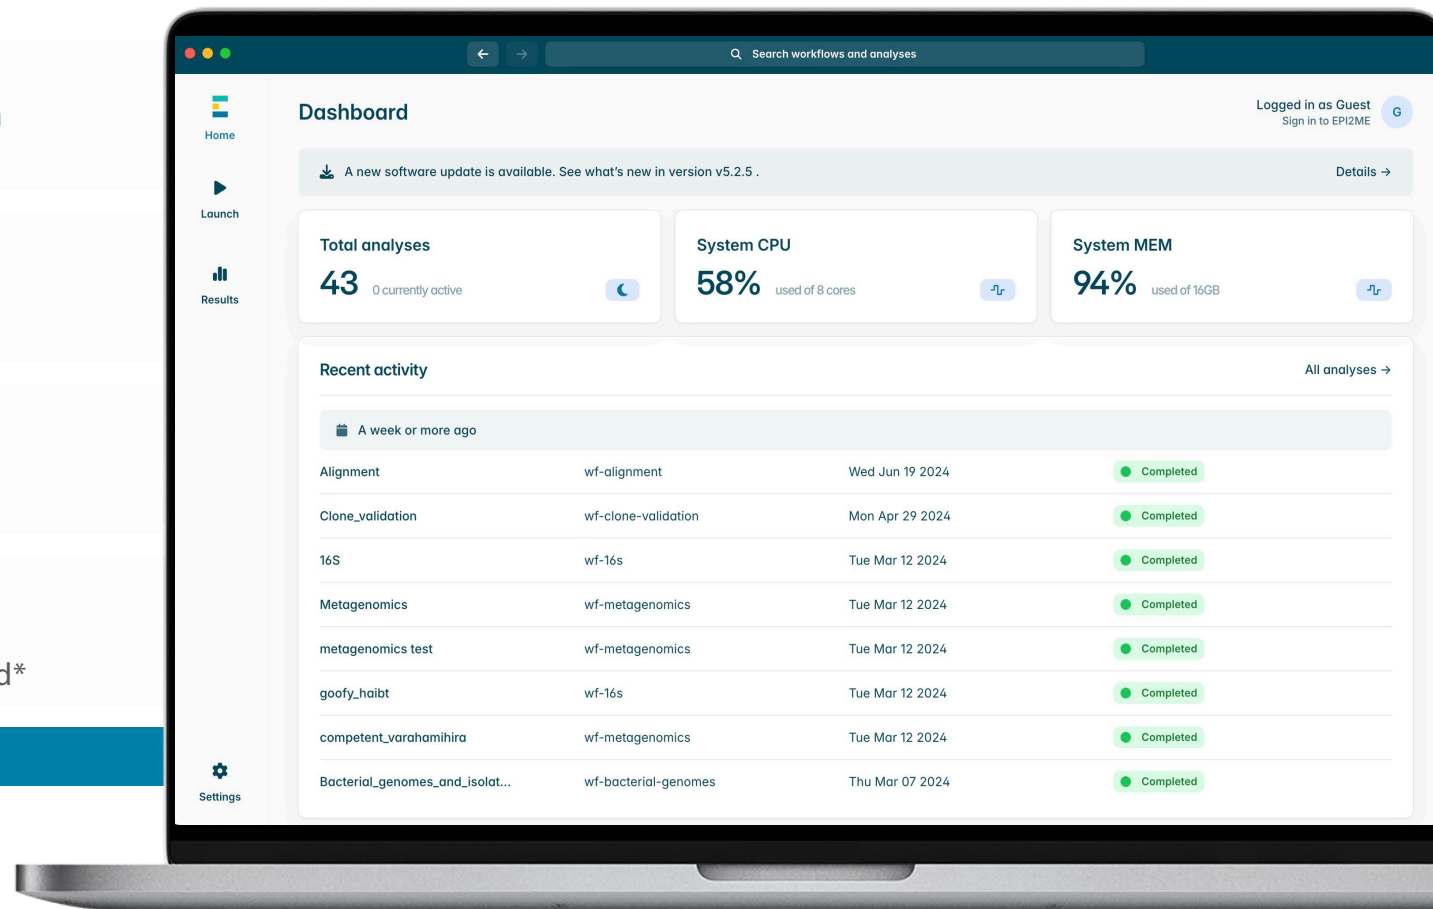 Search workflows and analyses
Home
Launch
Results
Settings
Dashboard
Logged in as Guest
Sign in to EPI2ME
G
A new software update is available. See what's new in version v5.2.5 .
Details →
Total analyses
43 0 currently active
System CPU
58% used of 8 cores
System MEM
94% used of 16GB
Recent activity
All analyses →
A week or more ago
Alignment wf-alignment Wed Jun 19 2024 Completed
Clone_validation wf-clone-validation Mon Apr 29 2024 Completed
16S wf-16s Tue Mar 12 2024 Completed
Metagenomics wf-metagenomics Tue Mar 12 2024 Completed
metagenomics test wf-metagenomics Tue Mar 12 2024 Completed
goofy_haibt wf-16s Tue Mar 12 2024 Completed
competent_varahamihira wf-metagenomics Tue Mar 12 2024 Completed
Bacterial_genomes_and_isolat... wf-bacterial-genomes Thu Mar 07 2024 Completed